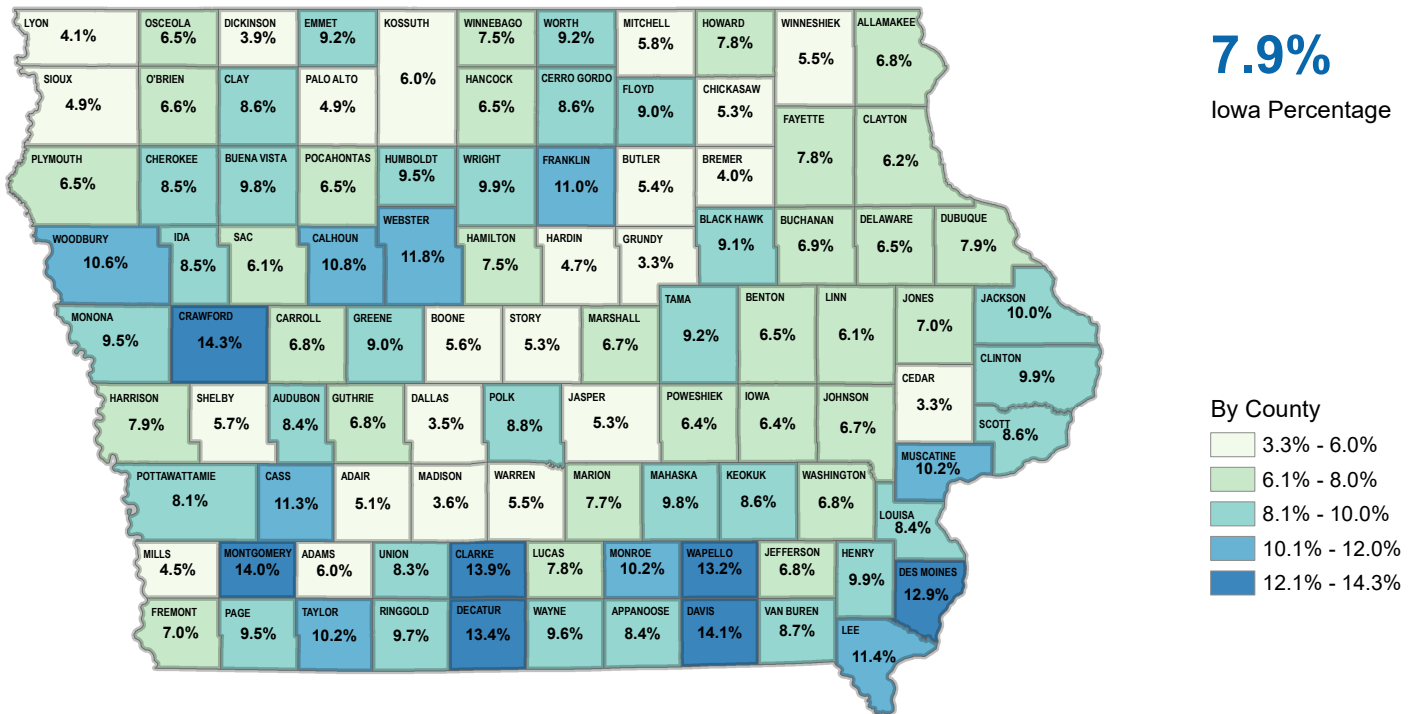 LYON
4.1%
OSCEOLA
6.5%
DICKINSON
3.9%
EMMET
9.2%
KOSSUTH
6.0%
WINNEBAGO
7.5%
WORTH
9.2%
MITCHELL
5.8%
HOWARD
7.8%
WINNESHIEK
5.5%
ALLAMAKEE
6.8%
SIOUX
4.9%
O'BRIEN
6.6%
CLAY
8.6%
PALO ALTO
4.9%
HANCOCK
6.5%
CERRO GORDO
8.6%
FLOYD
9.0%
CHICKASAW
5.3%
FAYETTE
7.8%
CLAYTON
6.2%
PLYMOUTH
6.5%
CHEROKEE
8.5%
BUENA VISTA
9.8%
POCAHONTAS
6.5%
HUMBOLDT
9.5%
WRIGHT
9.9%
FRANKLIN
11.0%
BUTLER
5.4%
BREMER
4.0%
WOODBURY
10.6%
IDA
8.5%
SAC
6.1%
CALHOUN
10.8%
WEBSTER
11.8%
HAMILTON
7.5%
HARDIN
4.7%
GRUNDY
3.3%
BLACK HAWK
9.1%
BUCHANAN
6.9%
DELAWARE
6.5%
DUBUQUE
7.9%
MONONA
9.5%
CRAWFORD
14.3%
CARROLL
6.8%
GREENE
9.0%
BOONE
5.6%
STORY
5.3%
MARSHALL
6.7%
TAMA
9.2%
BENTON
6.5%
LINN
6.1%
JONES
7.0%
JACKSON
10.0%
CLINTON
9.9%
CEDAR
3.3%
HARRISON
7.9%
SHELBY
5.7%
AUDUBON
8.4%
GUTHRIE
6.8%
DALLAS
3.5%
POLK
8.8%
JASPER
5.3%
POWESHIEK
6.4%
IOWA
6.4%
JOHNSON
6.7%
SCOTT
8.6%
MUSCATINE
10.2%
POTTAWATTAMIE
8.1%
CASS
11.3%
ADAIR
5.1%
MADISON
3.6%
WARREN
5.5%
MARION
7.7%
MAHASKA
9.8%
KEOKUK
8.6%
WASHINGTON
6.8%
LOUISA
8.4%
MILLS
4.5%
MONTGOMERY
14.0%
ADAMS
6.0%
UNION
8.3%
CLARKE
13.9%
LUCAS
7.8%
MONROE
10.2%
WAPELLO
13.2%
JEFFERSON
6.8%
HENRY
9.9%
DES MOINES
12.9%
FREMONT
7.0%
PAGE
9.5%
TAYLOR
10.2%
RINGGOLD
9.7%
DECATUR
13.4%
WAYNE
9.6%
APPANOOSE
8.4%
DAVIS
14.1%
VAN BUREN
8.7%
LEE
11.4%
7.9%
Iowa Percentage
By County
3.3% - 6.0%
6.1% - 8.0%
8.1% - 10.0%
10.1% - 12.0%
12.1% - 14.3%